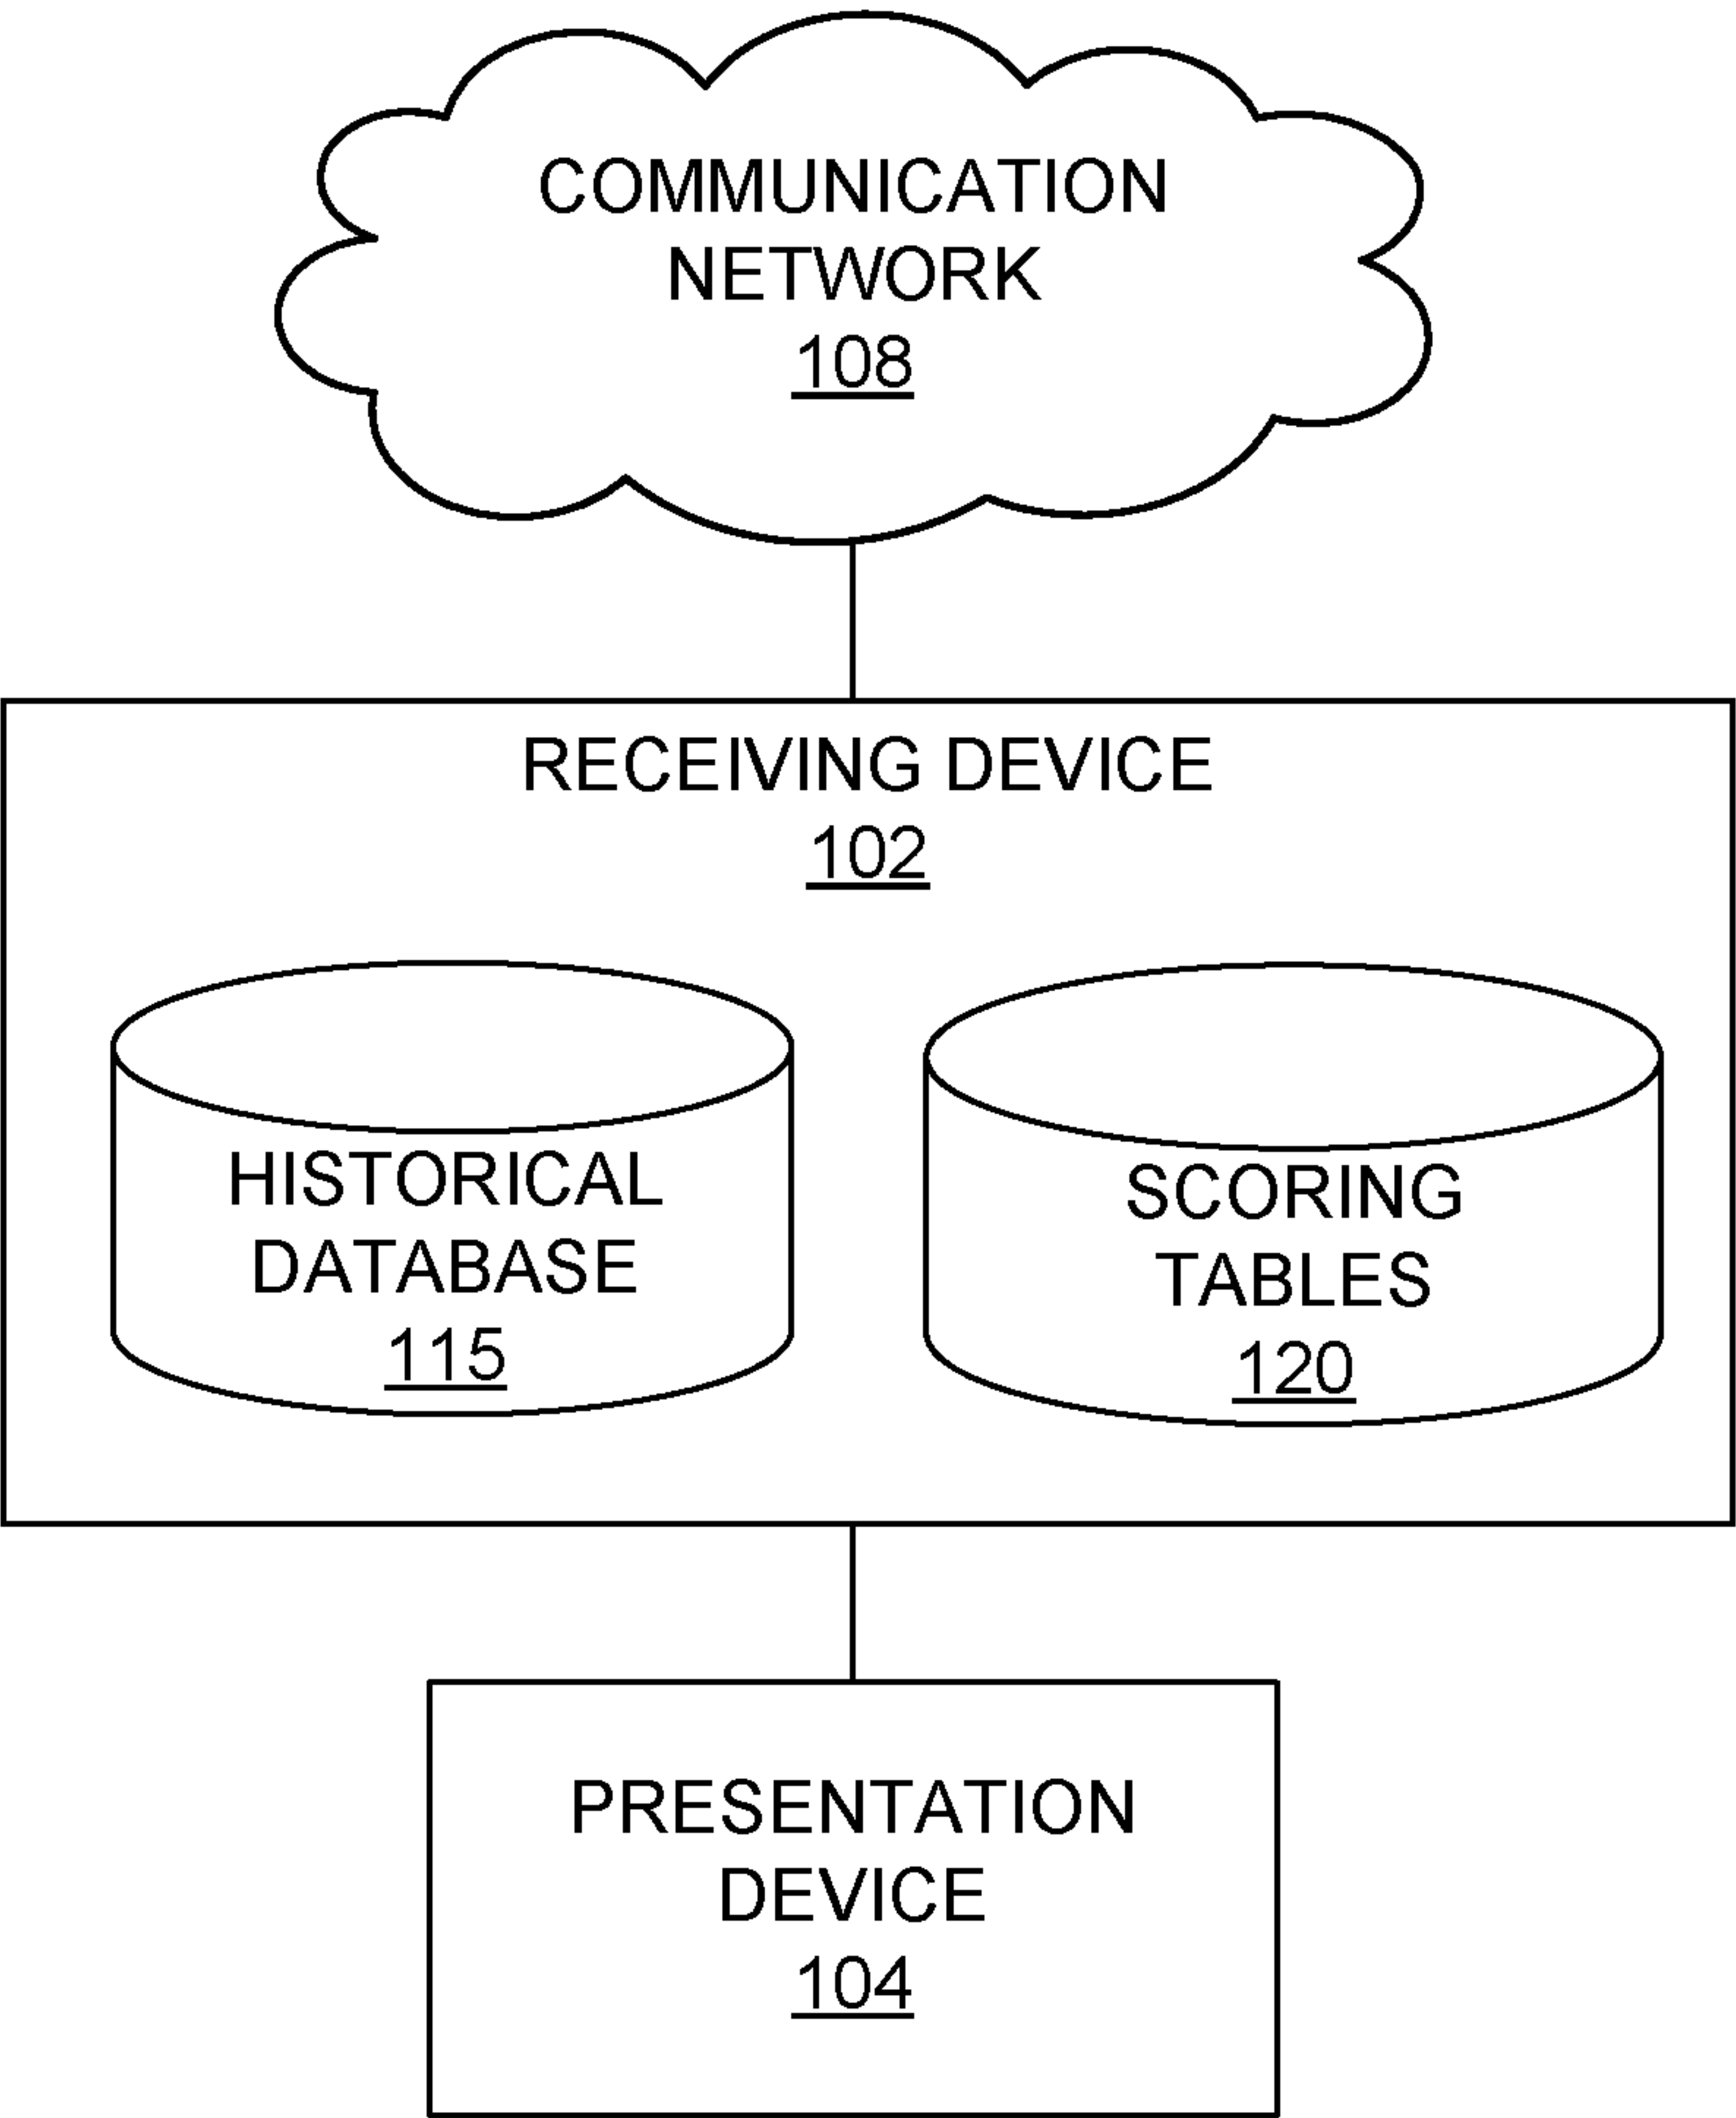 COMMUNICATION
NETWORK
108
RECEIVING DEVICE
102
HISTORICAL
DATABASE
115
SCORING
TABLES
120
PRESENTATION
DEVICE
104